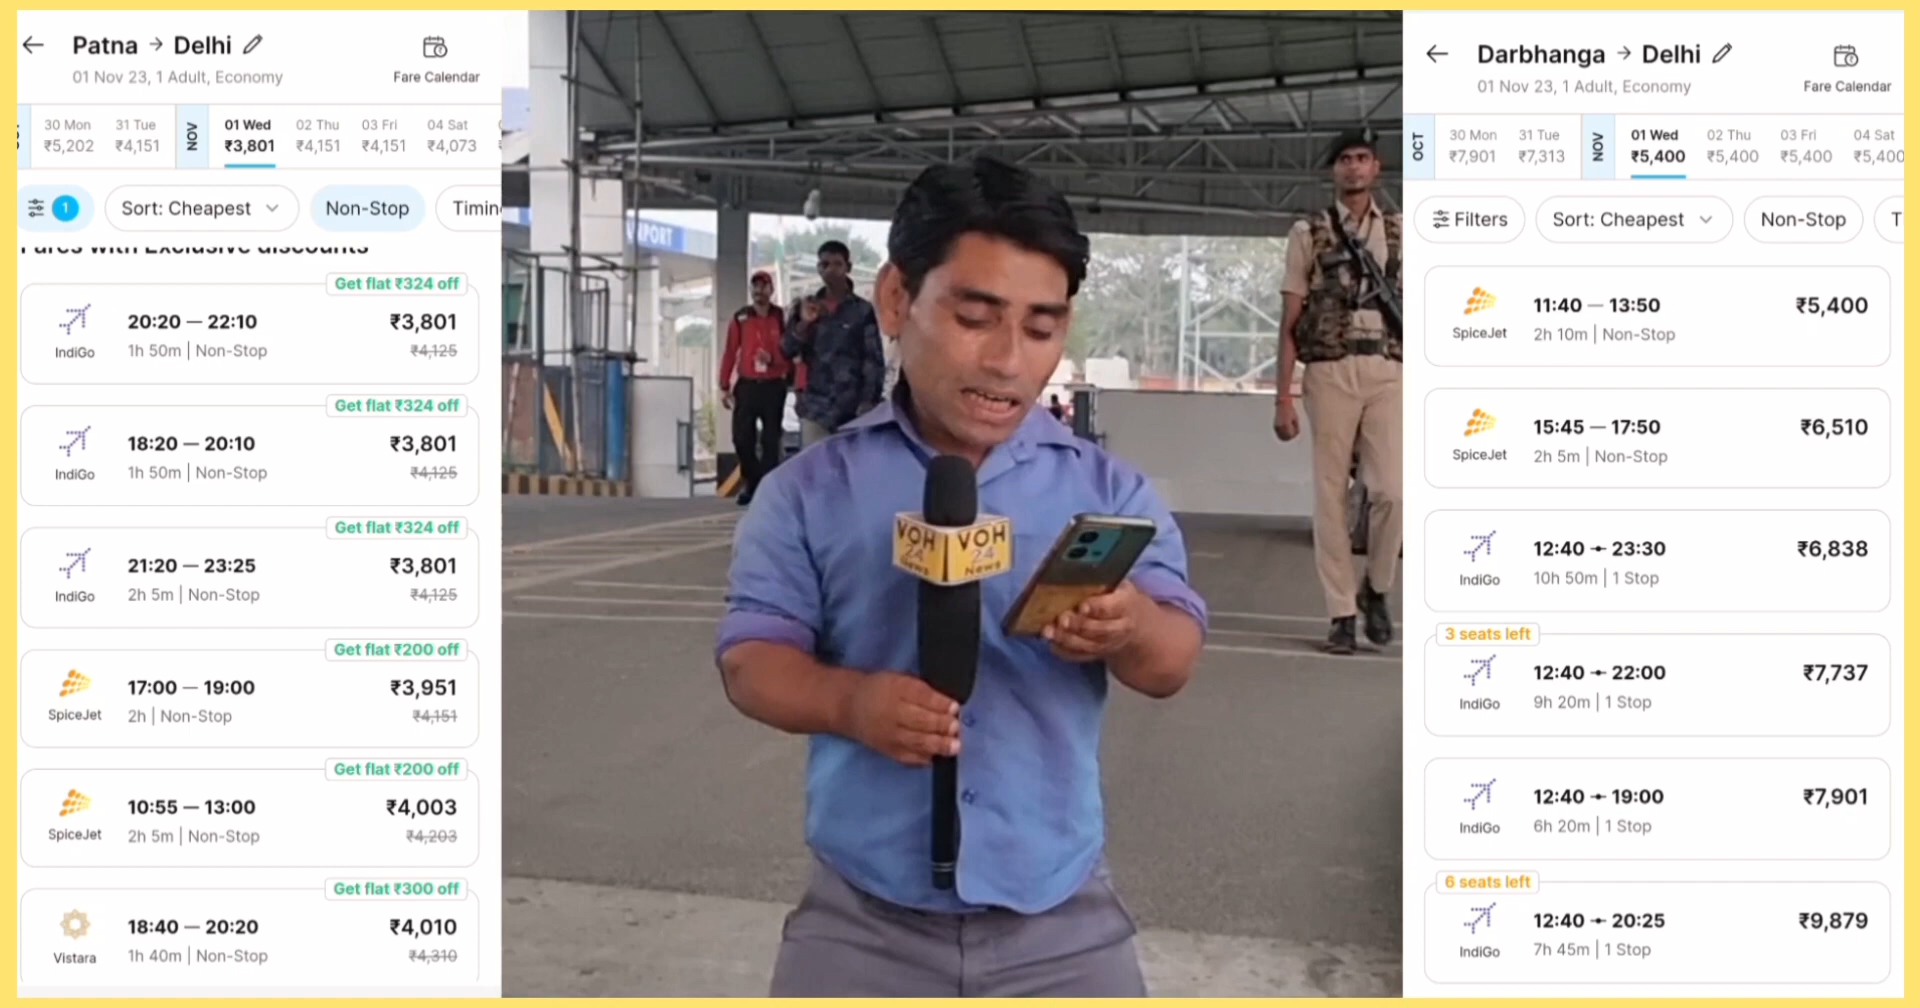 Patna → Delhi
01 Nov 23, 1 Adult, Economy
Fare Calendar
30 Mon
₹5,202
31 Tue
₹4,151
NOV
01 Wed
₹3,801
02 Thu
₹4,151
03 Fri
₹4,151
04 Sat
₹4,073
1
Sort: Cheapest
Non-Stop
Timin
Fares with Exclusive discounts
Get flat ₹324 off
IndiGo
20:20 — 22:10
₹3,801
1h 50m | Non-Stop
₹4,125
Get flat ₹324 off
IndiGo
18:20 — 20:10
₹3,801
1h 50m | Non-Stop
₹4,125
Get flat ₹324 off
IndiGo
21:20 — 23:25
₹3,801
2h 5m | Non-Stop
₹4,125
Get flat ₹200 off
SpiceJet
17:00 — 19:00
₹3,951
2h | Non-Stop
₹4,151
Get flat ₹200 off
SpiceJet
10:55 — 13:00
₹4,003
2h 5m | Non-Stop
₹4,203
Get flat ₹300 off
Vistara
18:40 — 20:20
₹4,010
1h 40m | Non-Stop
₹4,310
VOH
24
News
VOH
24
News
Darbhanga → Delhi
01 Nov 23, 1 Adult, Economy
Fare Calendar
OCT
30 Mon
₹7,901
31 Tue
₹7,313
NOV
01 Wed
₹5,400
02 Thu
₹5,400
03 Fri
₹5,400
04 Sat
₹5,400
Filters
Sort: Cheapest
Non-Stop
T
SpiceJet
11:40 — 13:50
₹5,400
2h 10m | Non-Stop
SpiceJet
15:45 — 17:50
₹6,510
2h 5m | Non-Stop
IndiGo
12:40 — 23:30
₹6,838
10h 50m | 1 Stop
3 seats left
IndiGo
12:40 — 22:00
₹7,737
9h 20m | 1 Stop
IndiGo
12:40 — 19:00
₹7,901
6h 20m | 1 Stop
6 seats left
IndiGo
12:40 — 20:25
₹9,879
7h 45m | 1 Stop